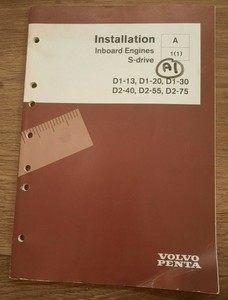 Installation
Inboard Engines
S-drive
A
1(1)
A1
D1-13, D1-20, D1-30
D2-40, D2-55, D2-75
VOLVO
PENTA